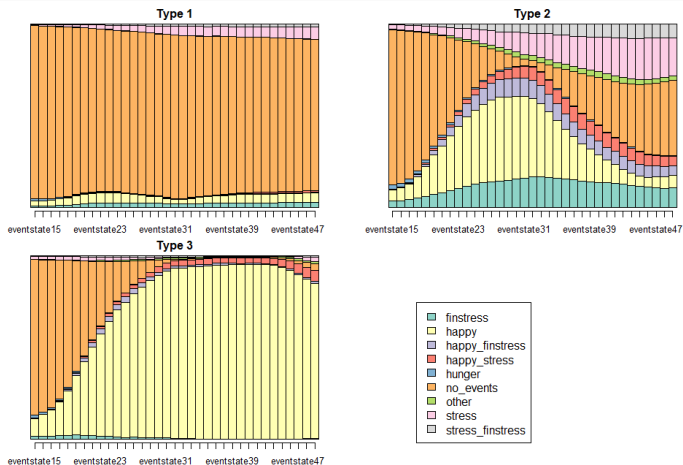 Type 1
eventstate15 eventstate23 eventstate31 eventstate39 eventstate47
Type 2
eventstate15 eventstate23 eventstate31 eventstate39 eventstate47
Type 3
eventstate15 eventstate23 eventstate31 eventstate39 eventstate47
finstress
happy
happy_finstress
happy_stress
hunger
no_events
other
stress
stress_finstress